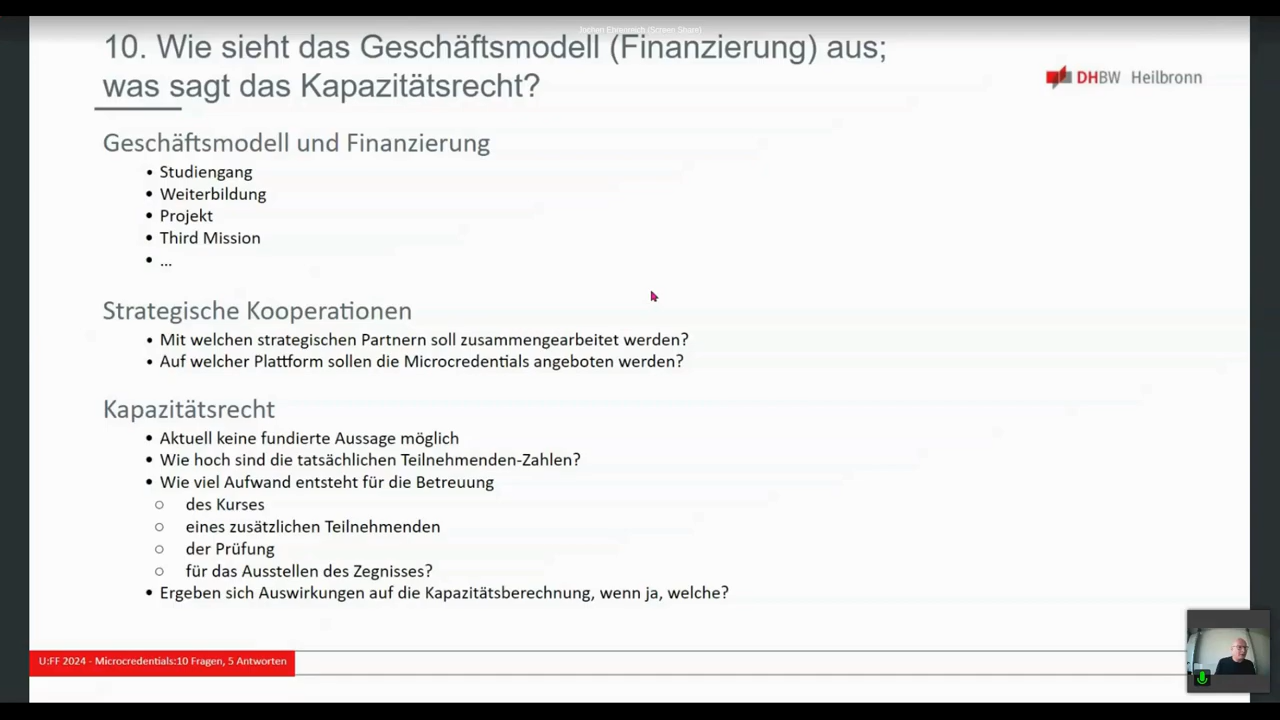 Jochen Ehrenreich (Screen Share)
10. Wie sieht das Geschäftsmodell (Finanzierung) aus;
was sagt das Kapazitätsrecht?
DHBW Heilbronn
Geschäftsmodell und Finanzierung
• Studiengang
• Weiterbildung
• Projekt
• Third Mission
• ...
Strategische Kooperationen
• Mit welchen strategischen Partnern soll zusammengearbeitet werden?
• Auf welcher Plattform sollen die Microcredentials angeboten werden?
Kapazitätsrecht
• Aktuell keine fundierte Aussage möglich
• Wie hoch sind die tatsächlichen Teilnehmenden-Zahlen?
• Wie viel Aufwand entsteht für die Betreuung
○ des Kurses
○ eines zusätzlichen Teilnehmenden
○ der Prüfung
○ für das Ausstellen des Zegnisses?
• Ergeben sich Auswirkungen auf die Kapazitätsberechnung, wenn ja, welche?
U:FF 2024 - Microcredentials:10 Fragen, 5 Antworten